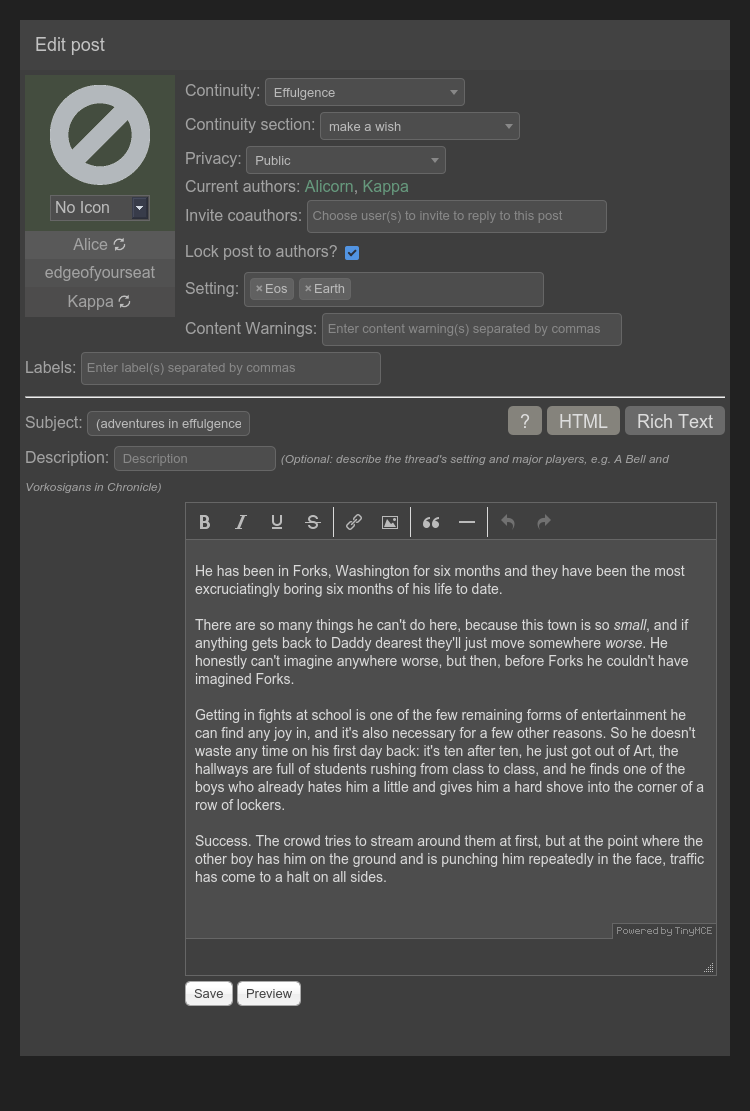 Edit post
No Icon
Alice
edgeofyourseat
Kappa
Continuity: Effulgence
Continuity section: make a wish
Privacy: Public
Current authors: Alicorn, Kappa
Invite coauthors: Choose user(s) to invite to reply to this post
Lock post to authors?
Setting: ×Eos ×Earth
Content Warnings: Enter content warning(s) separated by commas
Labels: Enter label(s) separated by commas
Subject: (adventures in effulgence
? HTML Rich Text
Description: Description (Optional: describe the thread's setting and major players, e.g. A Bell and
Vorkosigans in Chronicle)
B I U S
He has been in Forks, Washington for six months and they have been the most
excruciatingly boring six months of his life to date.
There are so many things he can't do here, because this town is so small, and if
anything gets back to Daddy dearest they'll just move somewhere worse. He
honestly can't imagine anywhere worse, but then, before Forks he couldn't have
imagined Forks.
Getting in fights at school is one of the few remaining forms of entertainment he
can find any joy in, and it's also necessary for a few other reasons. So he doesn't
waste any time on his first day back: it's ten after ten, he just got out of Art, the
hallways are full of students rushing from class to class, and he finds one of the
boys who already hates him a little and gives him a hard shove into the corner of a
row of lockers.
Success. The crowd tries to stream around them at first, but at the point where the
other boy has him on the ground and is punching him repeatedly in the face, traffic
has come to a halt on all sides.
Powered by TinyMCE
Save Preview